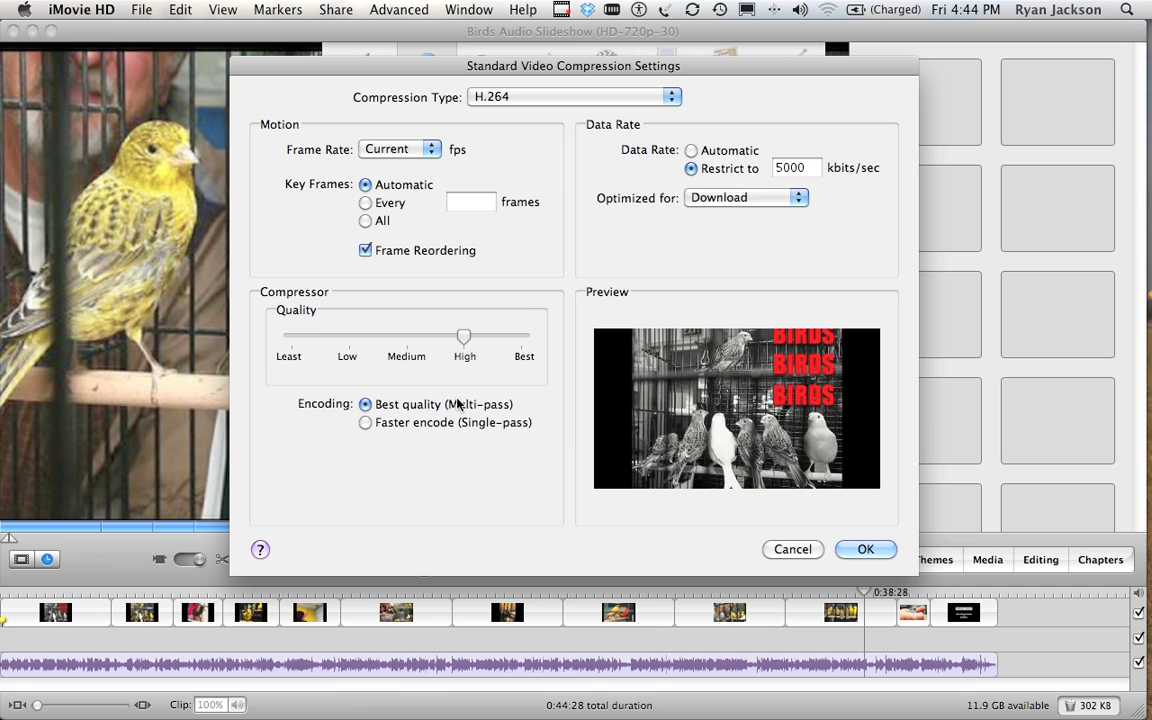 iMovie HD File Edit View Markers Share Advanced Window Help (Charged) Fri 4:44 PM Ryan Jackson
Birds Audio Slideshow (HD-720p-30)
Standard Video Compression Settings
Compression Type: H.264
Motion
Frame Rate: Current fps
Key Frames: Automatic
Every frames
All
Frame Reordering
Data Rate
Data Rate: Automatic
Restrict to 5000 kbits/sec
Optimized for: Download
Compressor
Quality
Least Low Medium High Best
Encoding: Best quality (Multi-pass)
Faster encode (Single-pass)
Preview
BIRDS
BIRDS
BIRDS
? Cancel OK
hemes Media Editing Chapters
0:38:28
Clip: 100% 0:44:28 total duration 11.9 GB available 302 KB